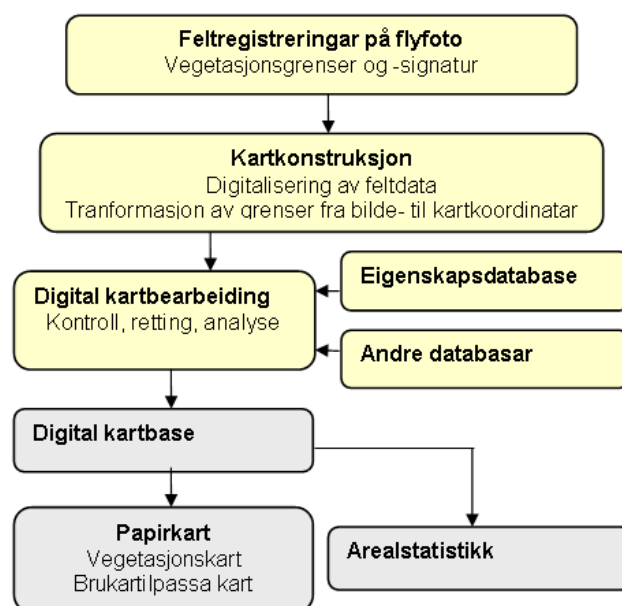 Feltregistreringar på flyfoto
Vegetasjonsgrenser og -signatur
Kartkonstruksjon
Digitalisering av feltdata
Tranformasjon av grenser fra bilde- til kartkoordinatar
Digital kartbearbeiding
Kontroll, retting, analyse
Eigenskapsdatabase
Andre databasar
Digital kartbase
Papirkart
Vegetasjonskart
Brukartilpassa kart
Arealstatistikk